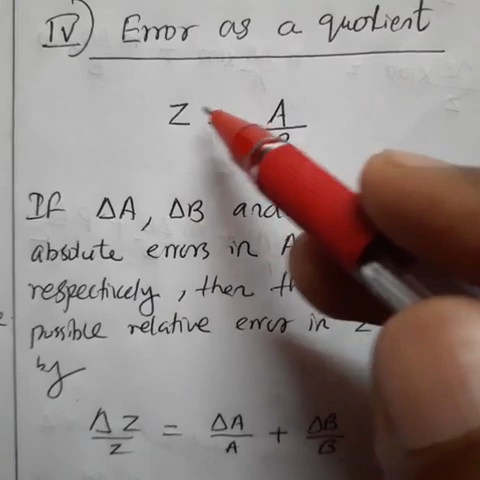 IV) Error as a quotient
Z A
If ΔA, ΔB and
absolute errors in A
respectively, then
possible relative error in Z
by
ΔZ/Z = ΔA/A + ΔB/B